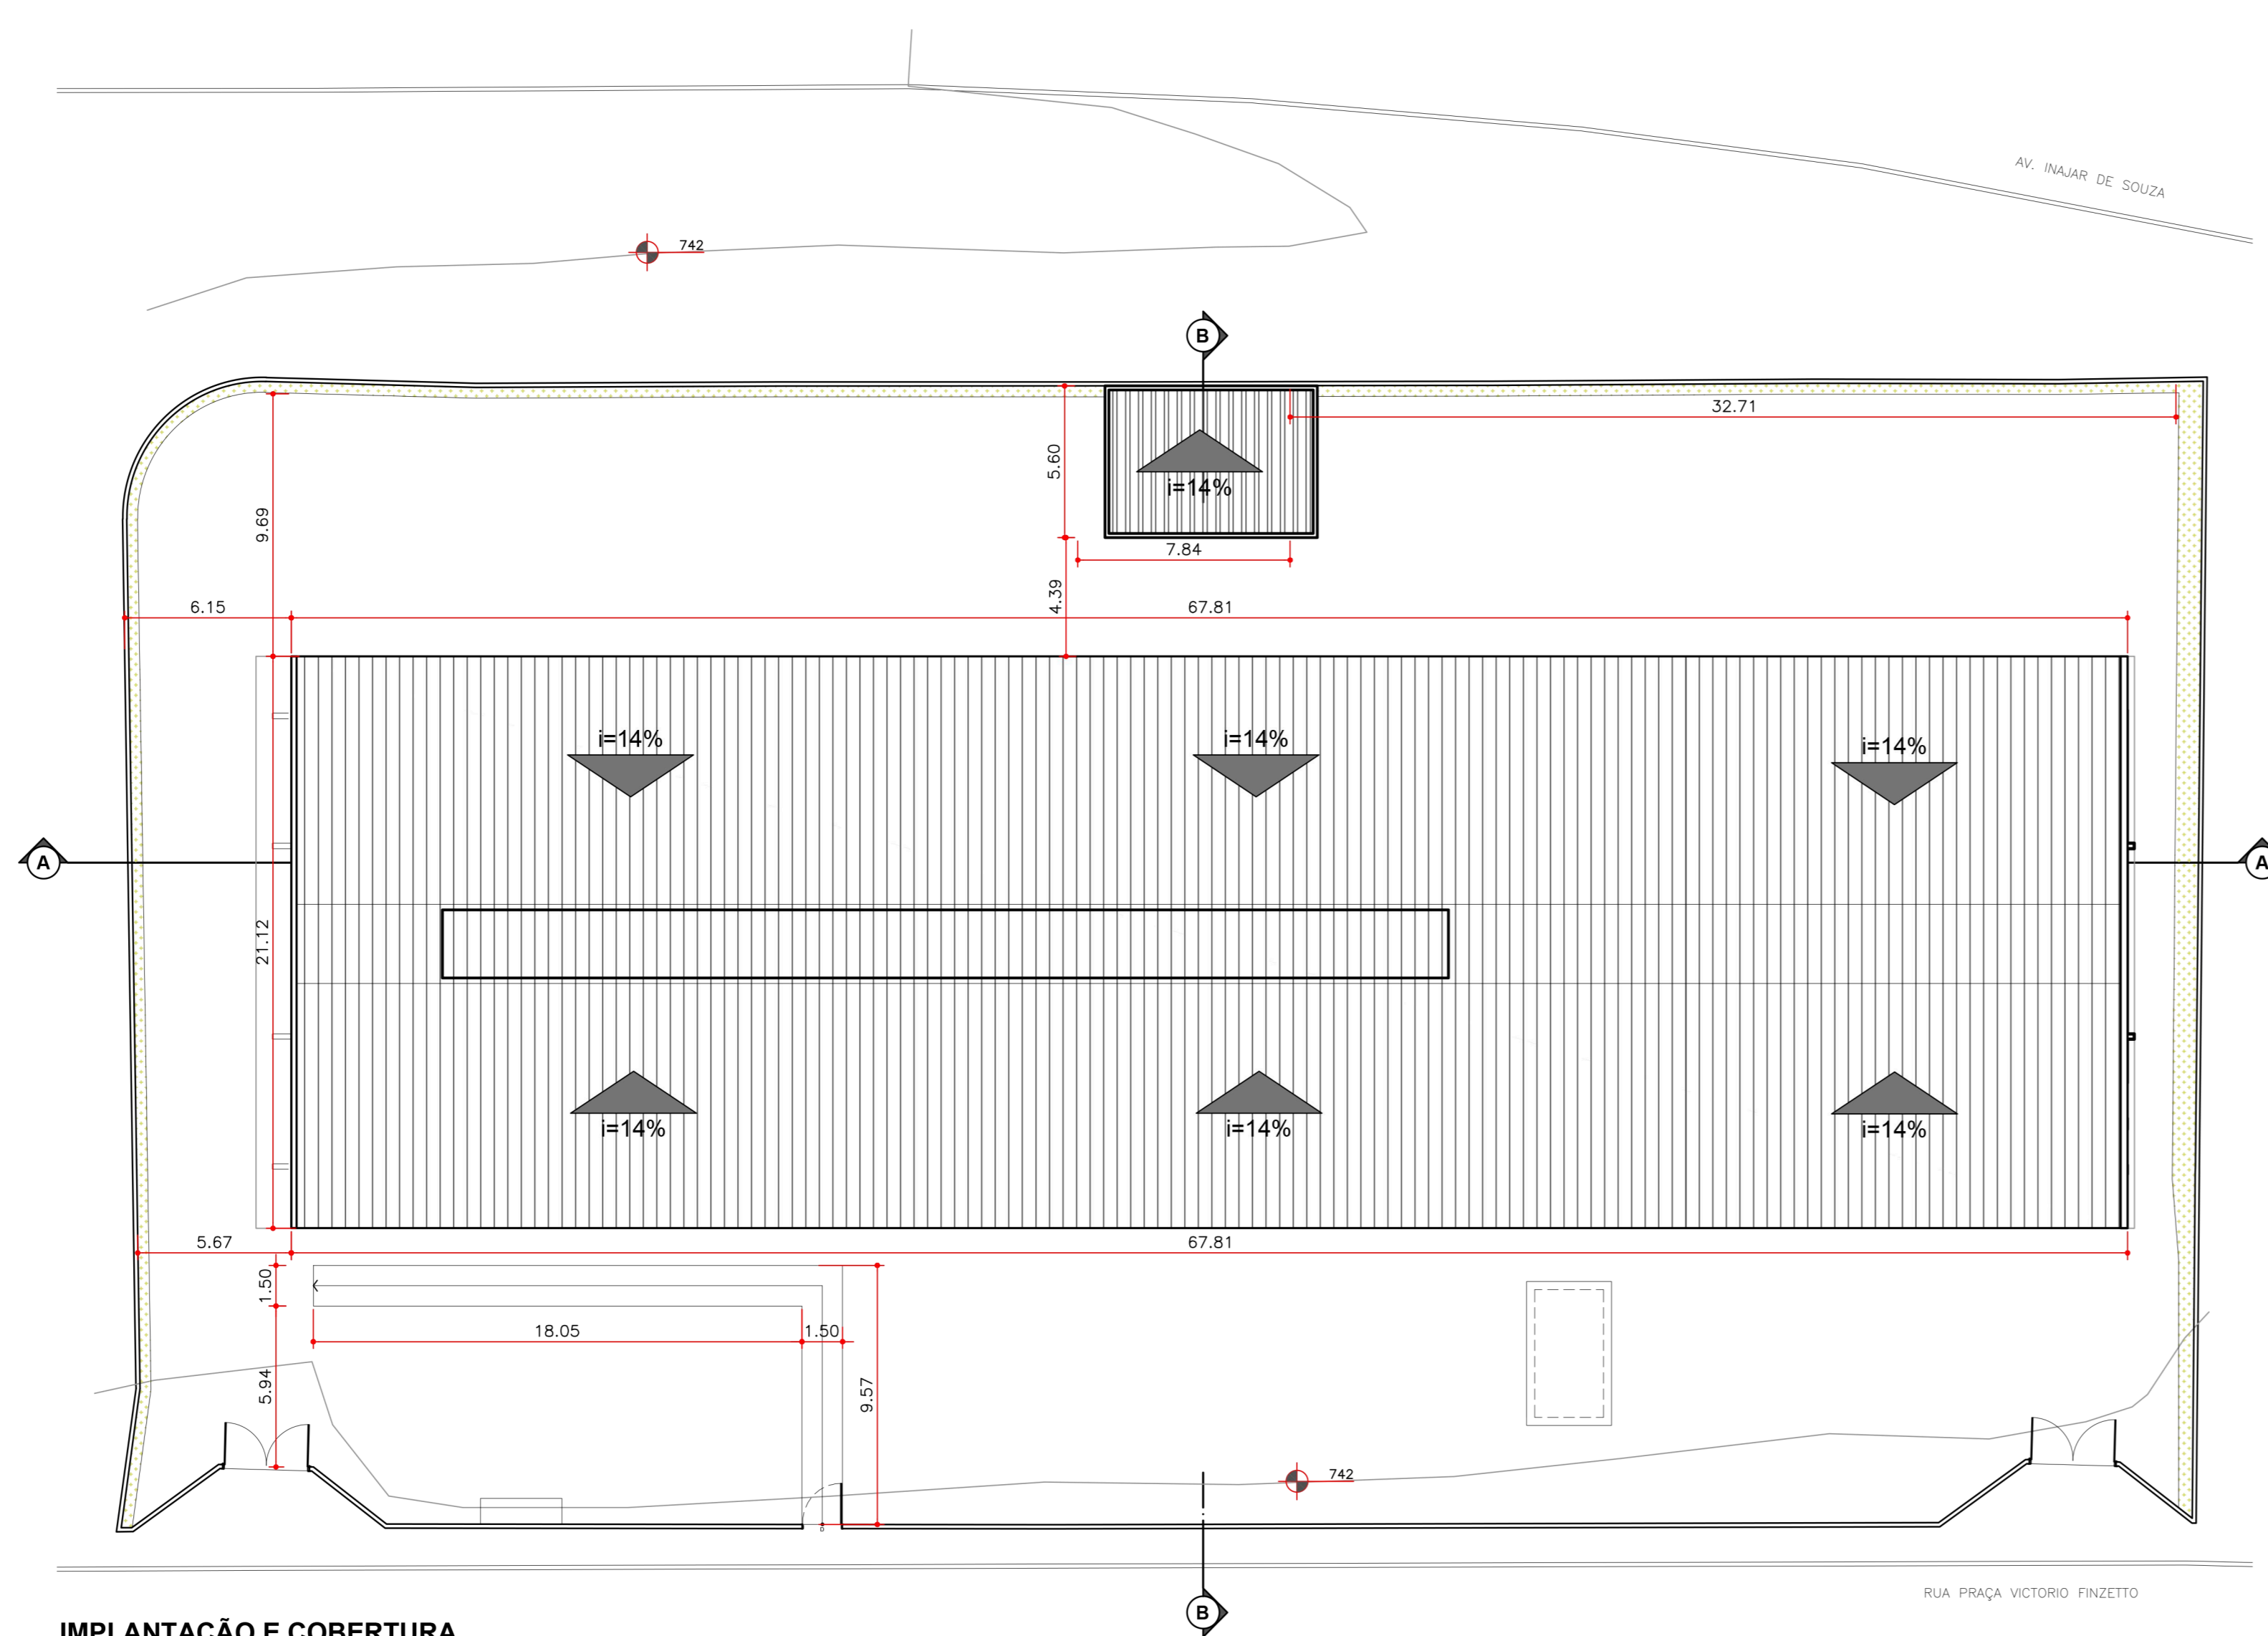 AV. INAJAR DE SOUZA
742
B
32.71
5.60
i=14%
9.69
7.84
4.39
6.15
67.81
i=14%
i=14%
i=14%
A
A
21.12
i=14%
i=14%
i=14%
5.67
67.81
1.50
18.05
1.50
5.94
9.57
742
RUA PRAÇA VICTORIO FINZETTO
B
IMPLANTAÇÃO E COBERTURA